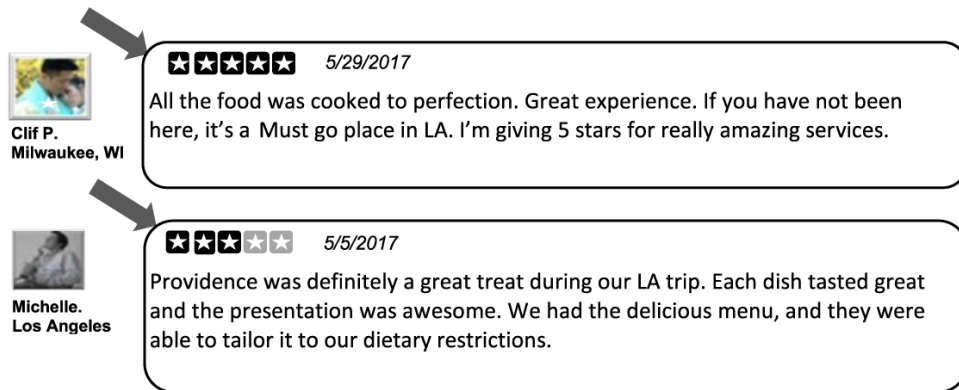 5/29/2017
All the food was cooked to perfection. Great experience. If you have not been
here, it's a Must go place in LA. I'm giving 5 stars for really amazing services.
Clif P.
Milwaukee, WI
5/5/2017
Providence was definitely a great treat during our LA trip. Each dish tasted great
and the presentation was awesome. We had the delicious menu, and they were
able to tailor it to our dietary restrictions.
Michelle.
Los Angeles